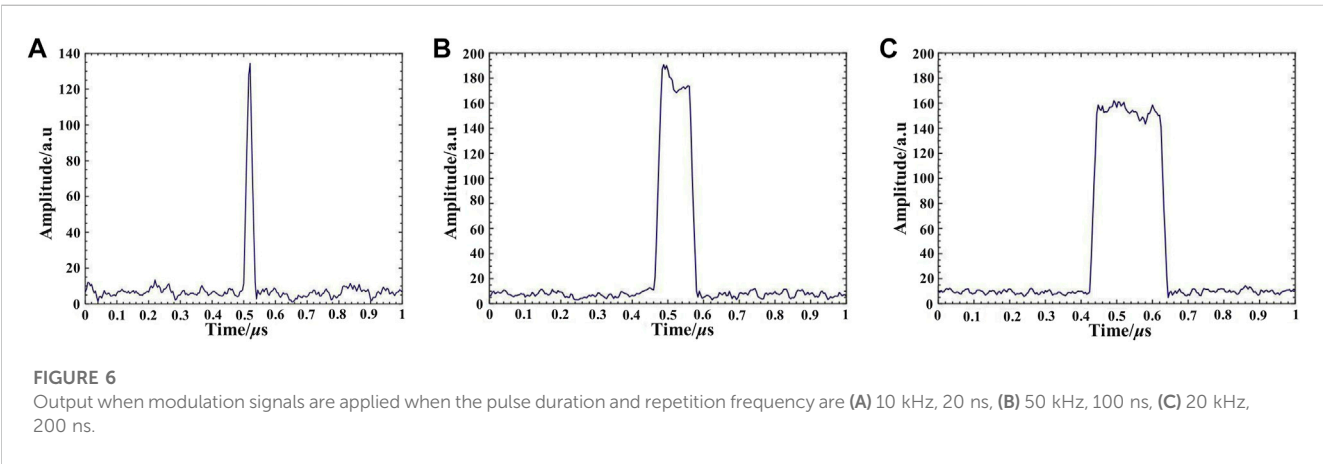 A
140
120
100
80
60
40
20
0
Amplitude/a.u
0 0.1 0.2 0.3 0.4 0.5 0.6 0.7 0.8 0.9 1
Time/μs
B
200
180
160
140
120
100
80
60
40
20
0
Amplitude/a.u
0 0.1 0.2 0.3 0.4 0.5 0.6 0.7 0.8 0.9 1
Time/μs
C
200
180
160
140
120
100
80
60
40
20
0
Amplitude/a.u
0 0.1 0.2 0.3 0.4 0.5 0.6 0.7 0.8 0.9 1
Time/μs
FIGURE 6
Output when modulation signals are applied when the pulse duration and repetition frequency are (A) 10 kHz, 20 ns, (B) 50 kHz, 100 ns, (C) 20 kHz,
200 ns.